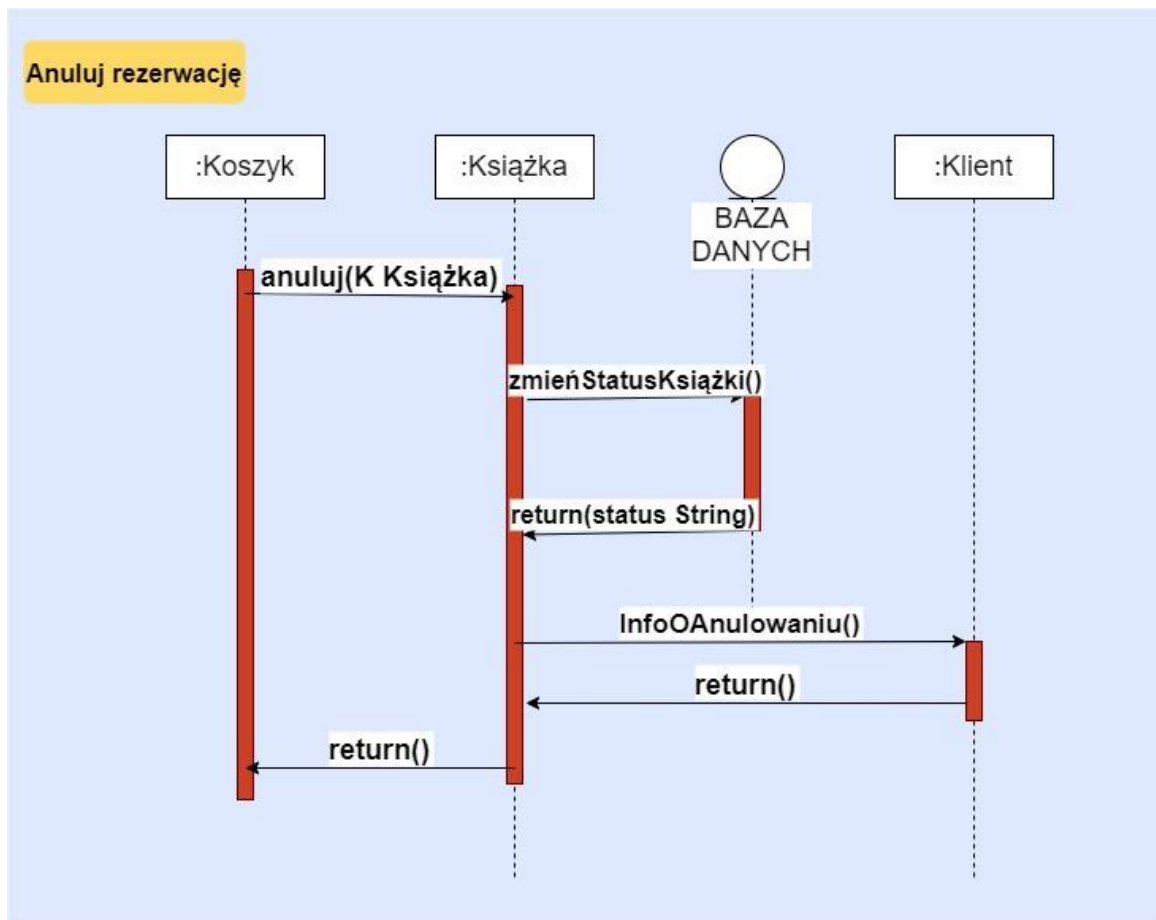 Anuluj rezerwację
:Koszyk
:Książka
BAZA
DANYCH
:Klient
anuluj(K Książka)
zmieńStatusKsiążki()
return(status String)
InfoOAnulowaniu()
return()
return()